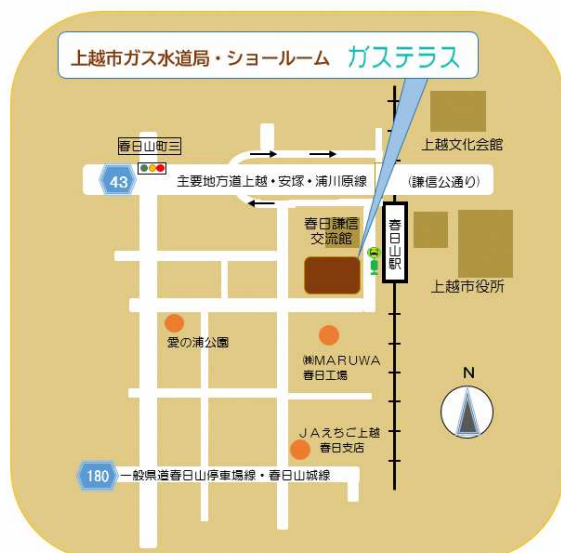 上越市ガス水道局・ショールーム ガステラス
春日山町三
上越文化会館
43
主要地方道上越・安塚・浦川原線
(謙信公通り)
春日謙信
交流館
春日山駅
上越市役所
愛の浦公園
㈱MARUWA
春日工場
N
JAえちご上越
春日支店
180
一般県道春日山停車場線・春日山城線